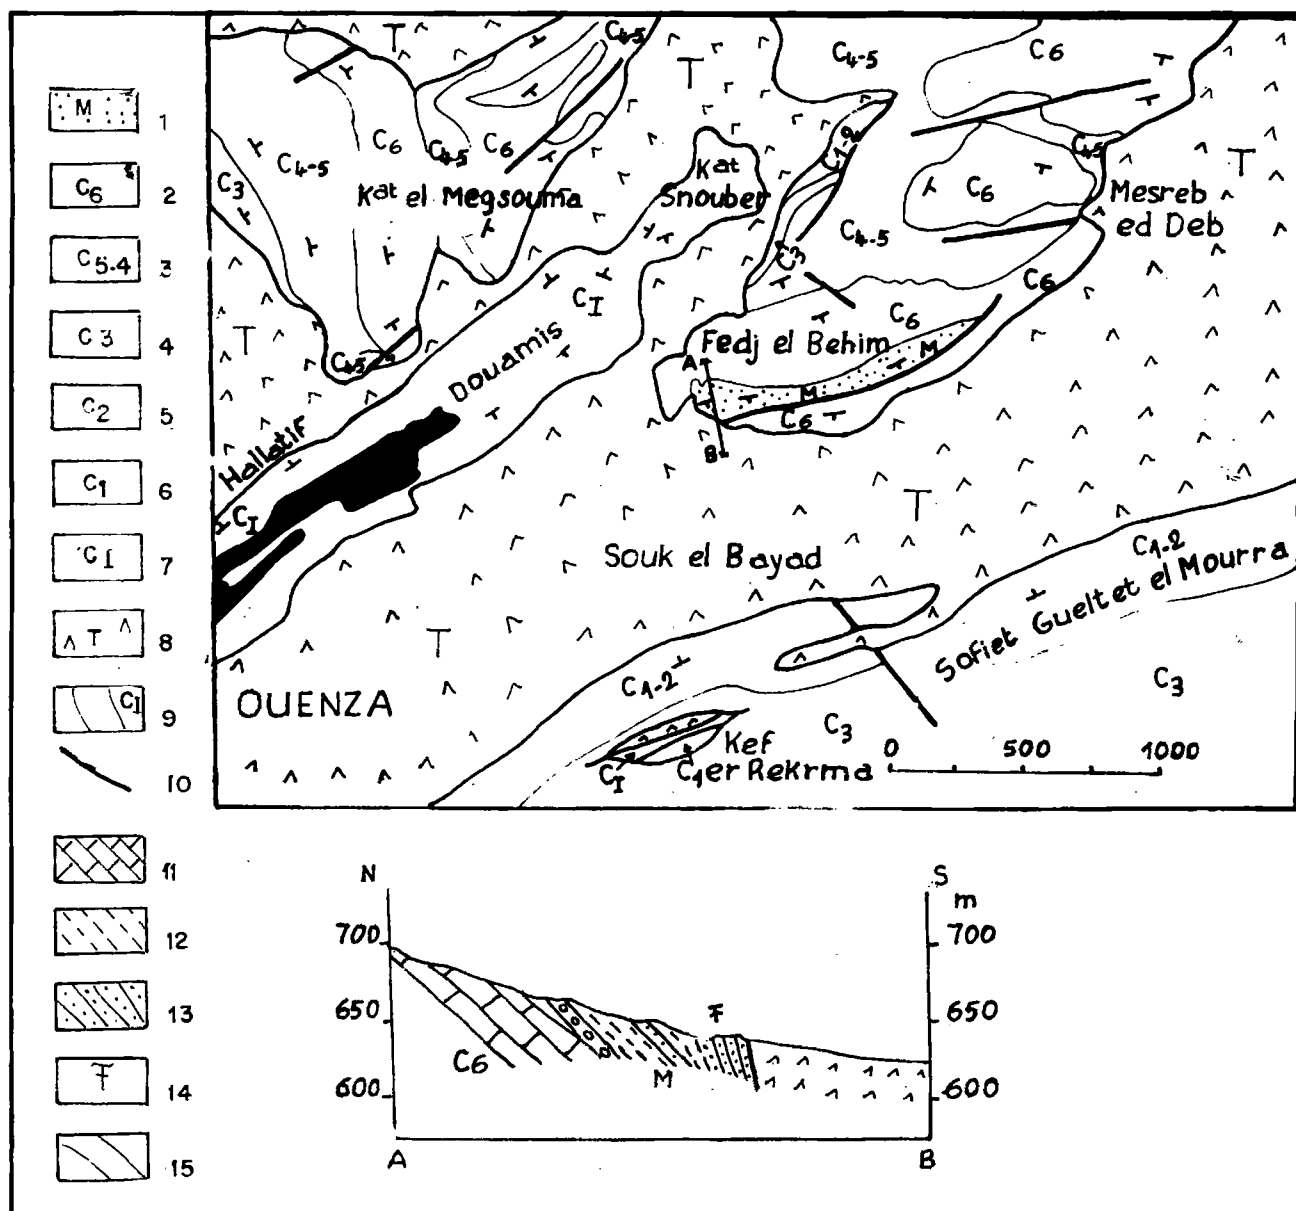 M 1
C6 2
C5-4 3
C3 4
C2 5
C1 6
CI 7
T 8
CI 9
10
11
12
13
14
15
T
C4-5
T
C4-5
C6
C4-5
C6
C4-5
C6
C3
Kat el Megsouma
Kat
Snouber
C1-2
C45
T
C6
Mesreb
ed Deb
C4-5
C3
C6
CI
T
C6
Fedj el Behim
M
A
M
C6
B
C45
Douamis
Hallatif
CI
T
Souk el Bayad
C1-2
Sofiet Gueltet el Mourra
T
C1-2
C3
OUENZA
C3
Kef
er Rekrma
CI
C1
0 500 1000
N S
m
700 700
650 650
600 600
C6
M
A B